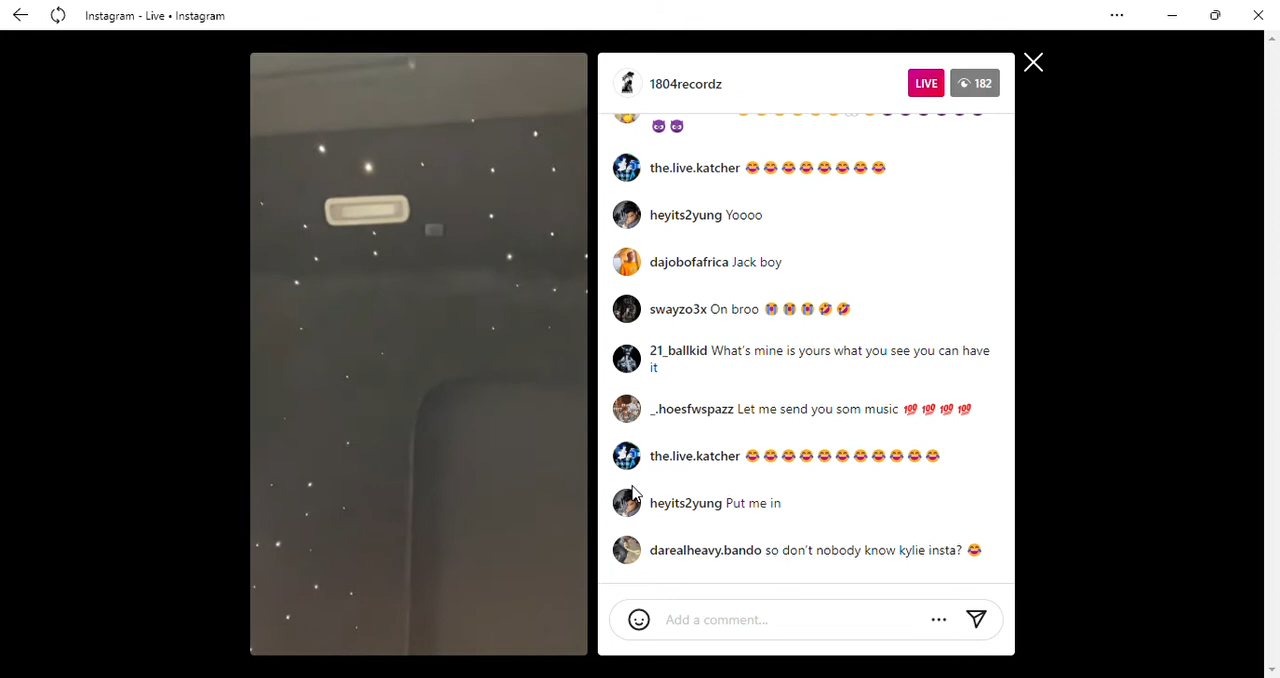 Instagram - Live • Instagram
1804recordz
LIVE
182
😈 😈
the.live.katcher 😂 😂 😂 😂 😂 😂 😂 😂
heyits2yung Yoooo
dajobofafrica Jack boy
swayzo3x On broo 😭 😭 😭 🤣 🤣
21_ballkid What's mine is yours what you see you can have
it
_.hoesfwspazz Let me send you som music 💯 💯 💯 💯
the.live.katcher 😂 😂 😂 😂 😂 😂 😂 😂 😂 😂 😂
heyits2yung Put me in
darealheavy.bando so don't nobody know kylie insta? 😂
Add a comment...